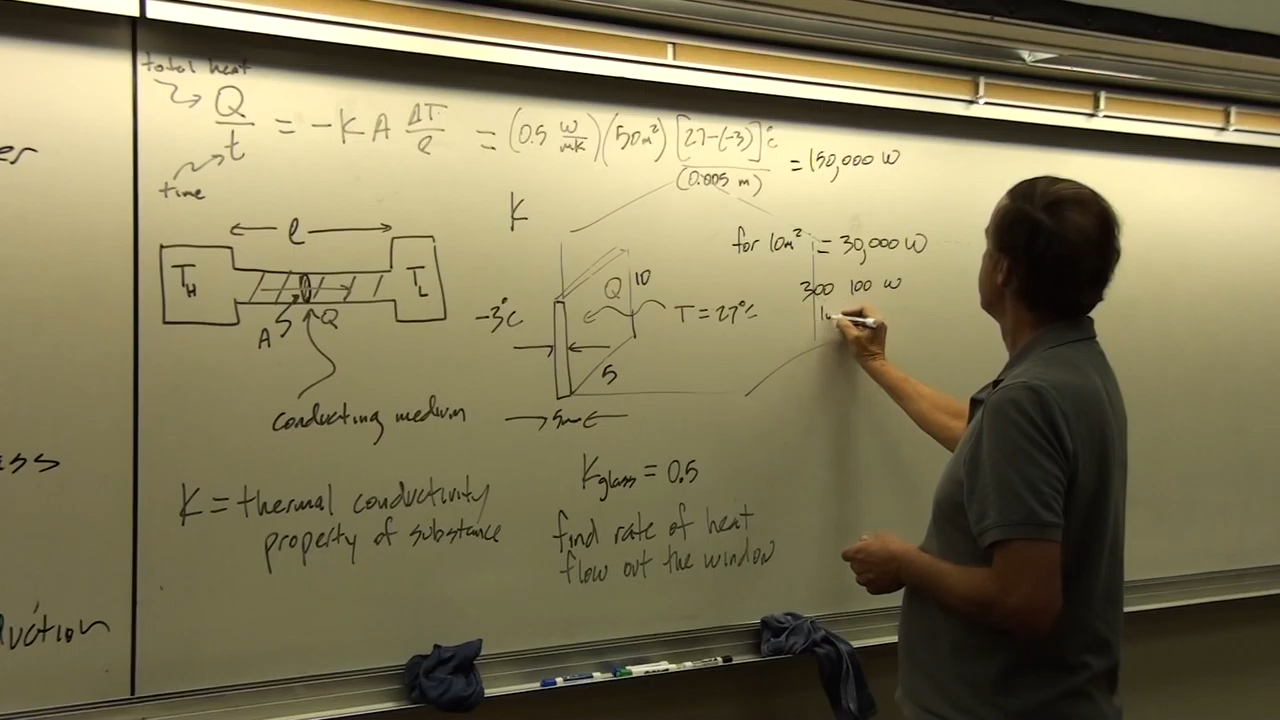 total heat
Q/t = -KA ΔT/l = (0.5 W/mK)(50m²)[27-(-3)]°C/(0.005 m) = 150,000 W
time
K
l
for 10m² = 30,000 W
T_H
T_L
Q
10
300 100 W
-3°C
T = 27°C
A
Q
5
conducting medium
5mm
K_glass = 0.5
K = thermal conductivity
property of substance
find rate of heat
flow out the window
er
ess
uction